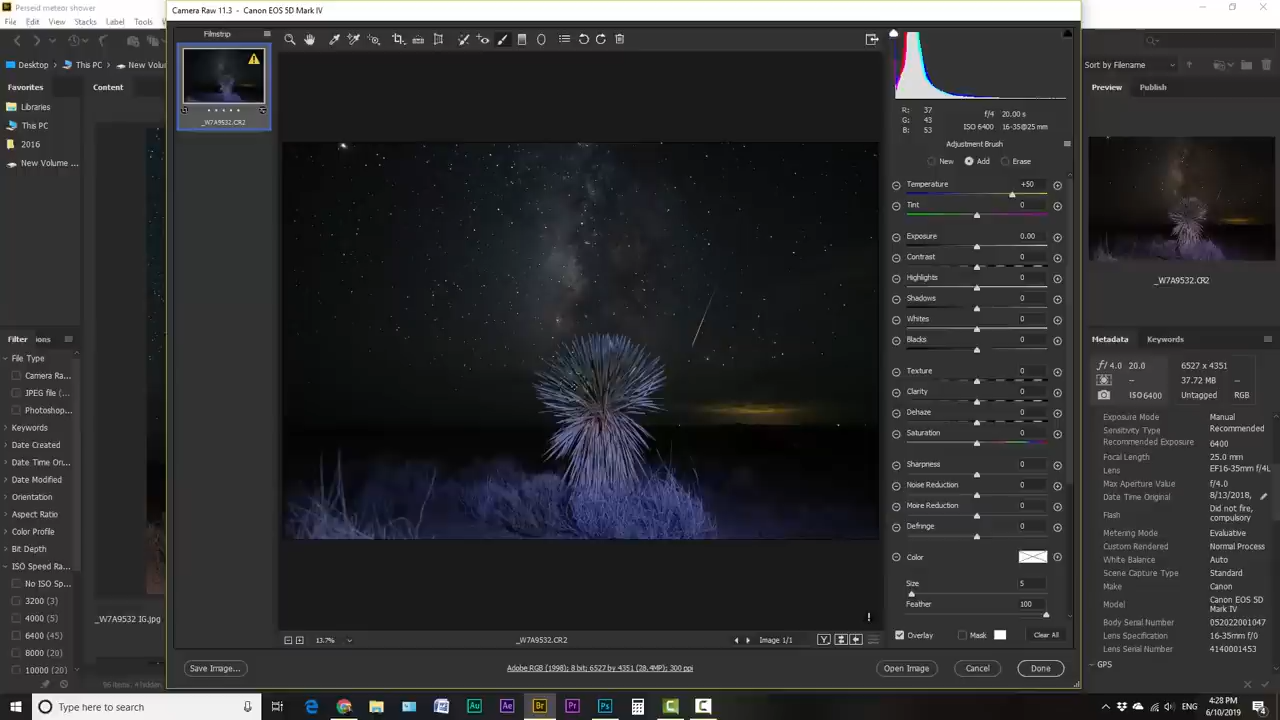 Perseid meteor shower
Camera Raw 11.3 - Canon EOS 5D Mark IV
File Edit View Stacks Label Tools
Filmstrip
Desktop
This PC
New Volu
Sort by Filename
Favorites
Content
Preview
Publish
Libraries
This PC
2016
New Volume ...
_W7A9532.CR2
R: 37
G: 43
B: 53
f/4 20.00 s
ISO 6400 16-35@25 mm
Adjustment Brush
New Add Erase
Temperature +50
Tint 0
Exposure 0.00
Contrast 0
Highlights 0
Shadows 0
Whites 0
Blacks 0
Texture 0
Clarity 0
Dehaze 0
Saturation 0
Sharpness 0
Noise Reduction 0
Moire Reduction 0
Defringe 0
Color
Size 5
Feather 100
Overlay Mask Clear All
_W7A9532.CR2
Filter ions
File Type
Camera Ra...
JPEG file (...
Photoshop...
Keywords
Date Created
Date Time Ori...
Date Modified
Orientation
Aspect Ratio
Color Profile
Bit Depth
ISO Speed Ra...
No ISO Sp...
3200 (3)
4000 (5)
6400 (45)
8000 (20)
10000 (20)
_W7A9532 IG.jpg
Metadata Keywords
f/ 4.0 20.0
6527 x 4351
-- 37.72 MB --
ISO6400 Untagged RGB
Exposure Mode Manual
Sensitivity Type Recommended
Recommended Exposure 6400
Focal Length 25.0 mm
Lens EF16-35mm f/4L
Max Aperture Value f/4.0
Date Time Original 8/13/2018,
Flash Did not fire, compulsory
Metering Mode Evaluative
Custom Rendered Normal Process
White Balance Auto
Scene Capture Type Standard
Make Canon
Model Canon EOS 5D Mark IV
Body Serial Number 052022001047
Lens Specification 16-35mm f/0
Lens Serial Number 4140001453
GPS
13.7%
_W7A9532.CR2
Image 1/1
Save Image...
Adobe RGB (1998); 8 bit; 6527 by 4351 (28.4MP); 300 ppi
Open Image
Cancel
Done
Type here to search
Au Ae Br Pr Ps
4:28 PM
6/10/2019